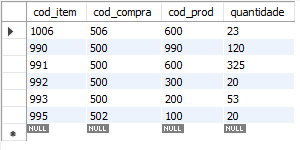 cod_item cod_compra cod_prod quantidade
1006 506 600 23
990 500 990 120
991 500 600 325
992 500 300 20
993 500 200 53
995 502 100 20
NULL NULL NULL NULL